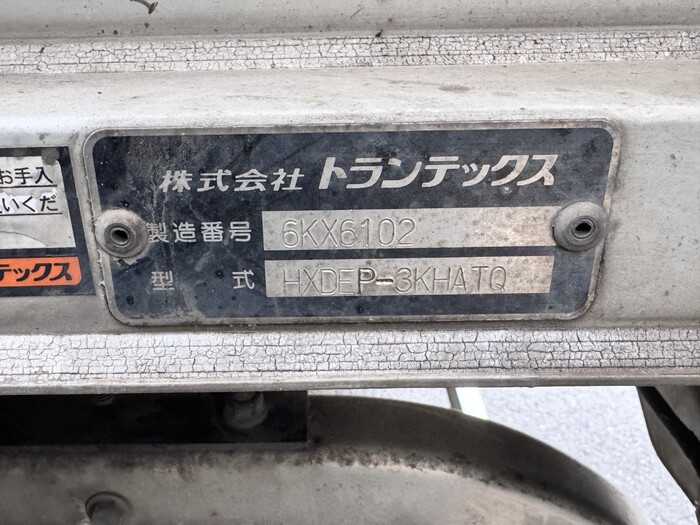 お手入
いくだ
テックス
株式会社 トランテックス
製造番号 6KX6102
型 式 HXDEP-3KHATQ